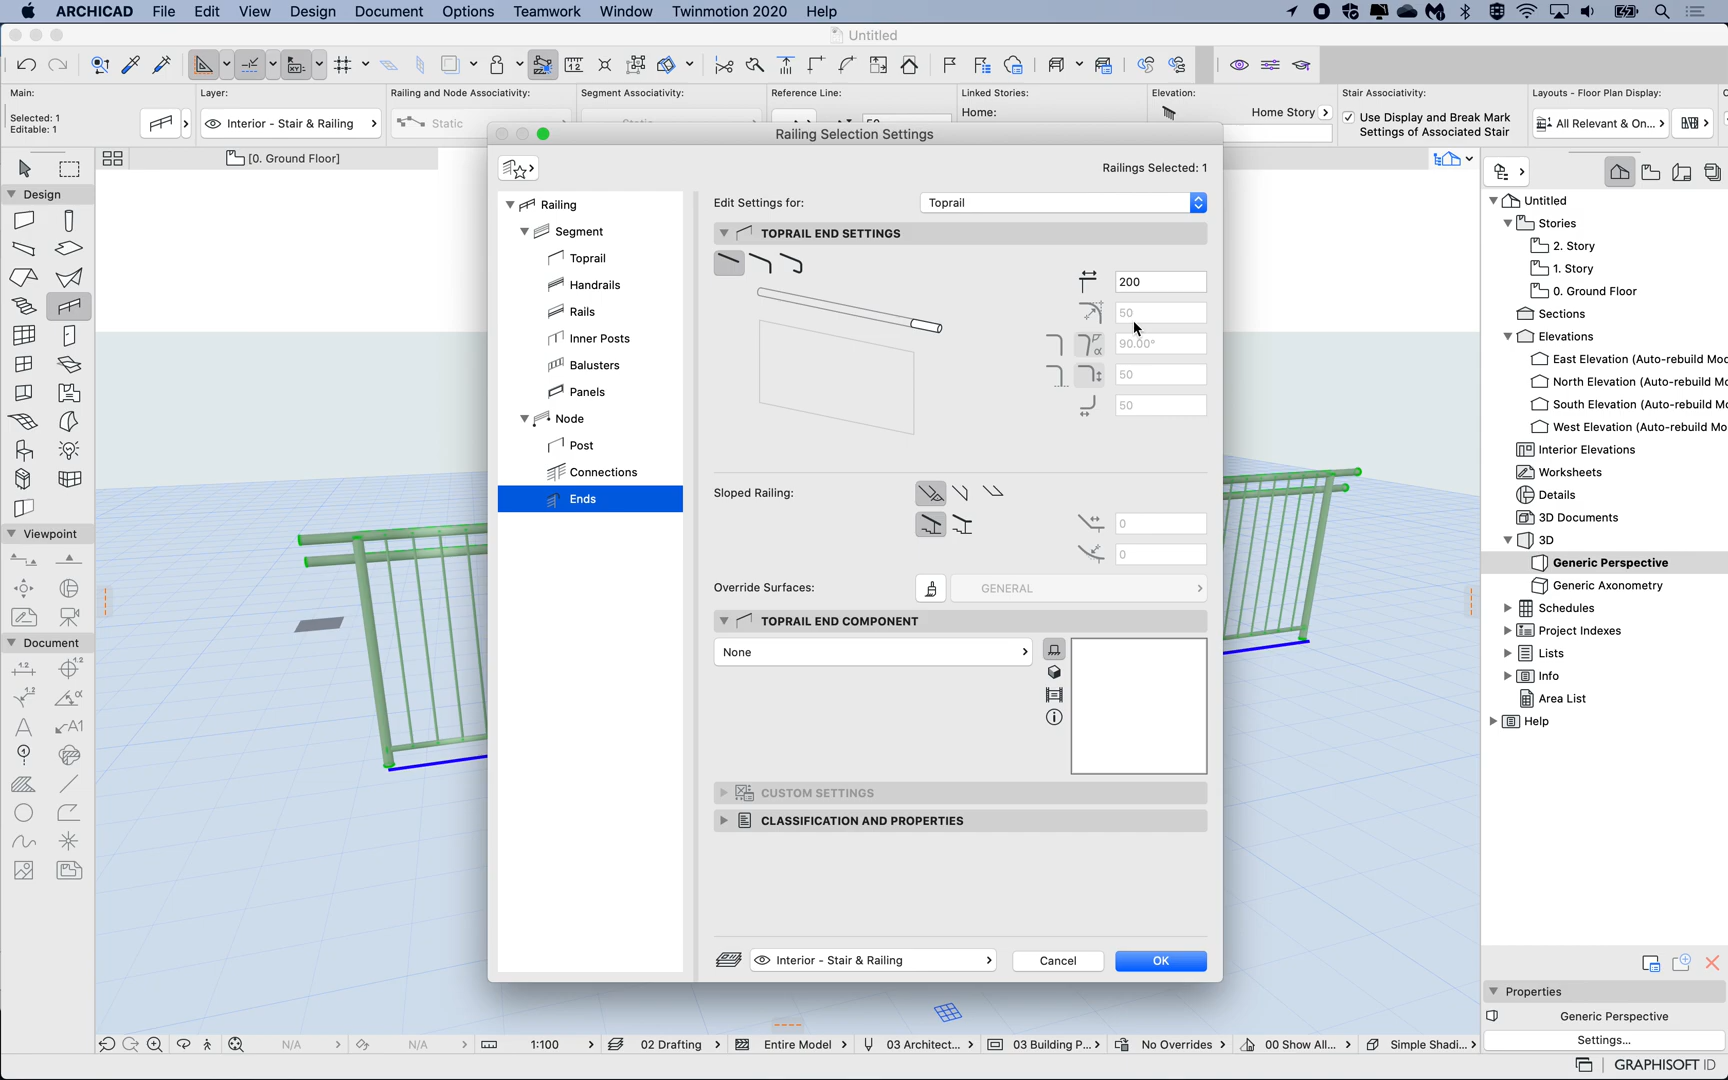 ARCHICAD File Edit View Design Document Options Teamwork Window Twinmotion 2020 Help
Untitled
Main:
Selected: 1
Editable: 1
Layer:
Interior - Stair & Railing
Railing and Node Associativity:
Static
Segment Associativity:
Reference Line:
Linked Stories:
Home:
Elevation:
Home Story
Stair Associativity:
Use Display and Break Mark
Settings of Associated Stair
Layouts - Floor Plan Display:
All Relevant & On...
[0. Ground Floor]
Design
Viewpoint
Document
Railing Selection Settings
Railings Selected: 1
Railing
Segment
Toprail
Handrails
Rails
Inner Posts
Balusters
Panels
Node
Post
Connections
Ends
Edit Settings for:
Toprail
TOPRAIL END SETTINGS
200
50
90.00°
50
50
Sloped Railing:
0
0
Override Surfaces:
GENERAL
TOPRAIL END COMPONENT
None
CUSTOM SETTINGS
CLASSIFICATION AND PROPERTIES
Interior - Stair & Railing
Cancel
OK
Untitled
Stories
2. Story
1. Story
0. Ground Floor
Sections
Elevations
East Elevation (Auto-rebuild Mo
North Elevation (Auto-rebuild Mo
South Elevation (Auto-rebuild Mo
West Elevation (Auto-rebuild Mo
Interior Elevations
Worksheets
Details
3D Documents
3D
Generic Perspective
Generic Axonometry
Schedules
Project Indexes
Lists
Info
Area List
Help
Properties
Generic Perspective
Settings...
N/A
N/A
1:100
02 Drafting
Entire Model
03 Architect...
03 Building P...
No Overrides
00 Show All...
Simple Shadi...
GRAPHISOFT ID